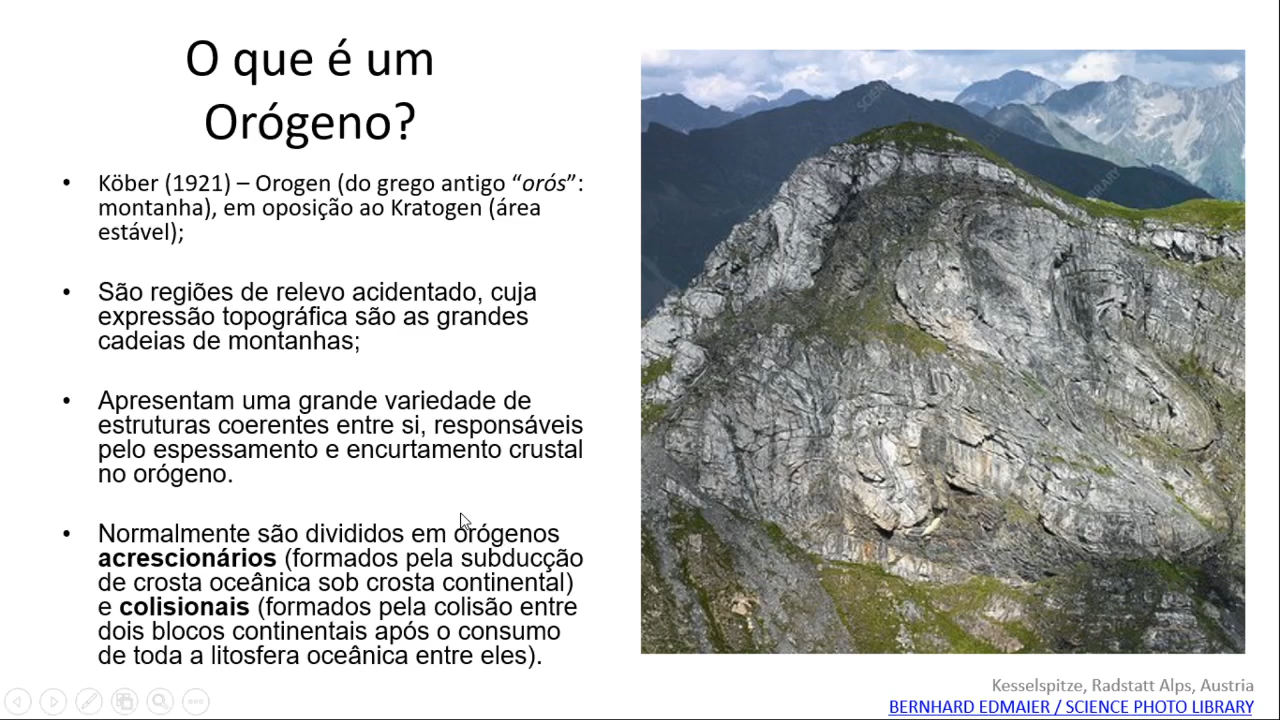 O que é um
Orógeno?
• Köber (1921) – Orogen (do grego antigo “orós”:
montanha), em oposição ao Kratogen (área
estável);
• São regiões de relevo acidentado, cuja
expressão topográfica são as grandes
cadeias de montanhas;
• Apresentam uma grande variedade de
estruturas coerentes entre si, responsáveis
pelo espessamento e encurtamento crustal
no orógeno.
• Normalmente são divididos em orógenos
acrescionários (formados pela subducção
de crosta oceânica sob crosta continental)
e colisionais (formados pela colisão entre
dois blocos continentais após o consumo
de toda a litosfera oceânica entre eles).
Kesselspitze, Radstatt Alps, Austria
BERNHARD EDMAIER / SCIENCE PHOTO LIBRARY